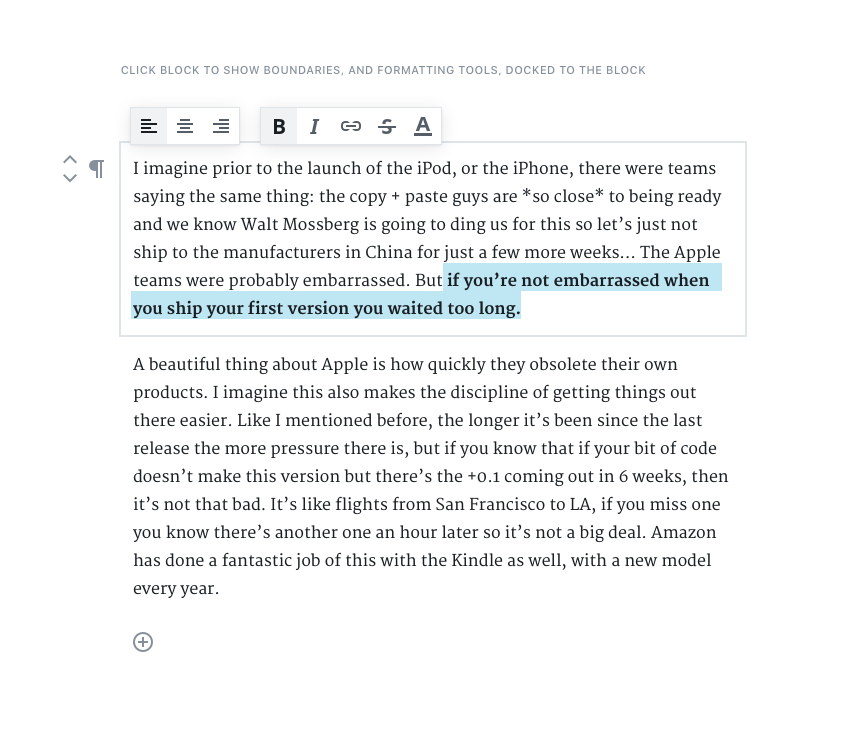 CLICK BLOCK TO SHOW BOUNDARIES, AND FORMATTING TOOLS, DOCKED TO THE BLOCK
B I S A
¶
I imagine prior to the launch of the iPod, or the iPhone, there were teams
saying the same thing: the copy + paste guys are *so close* to being ready
and we know Walt Mossberg is going to ding us for this so let’s just not
ship to the manufacturers in China for just a few more weeks… The Apple
teams were probably embarrassed. But if you’re not embarrassed when
you ship your first version you waited too long.
A beautiful thing about Apple is how quickly they obsolete their own
products. I imagine this also makes the discipline of getting things out
there easier. Like I mentioned before, the longer it’s been since the last
release the more pressure there is, but if you know that if your bit of code
doesn’t make this version but there’s the +0.1 coming out in 6 weeks, then
it’s not that bad. It’s like flights from San Francisco to LA, if you miss one
you know there’s another one an hour later so it’s not a big deal. Amazon
has done a fantastic job of this with the Kindle as well, with a new model
every year.